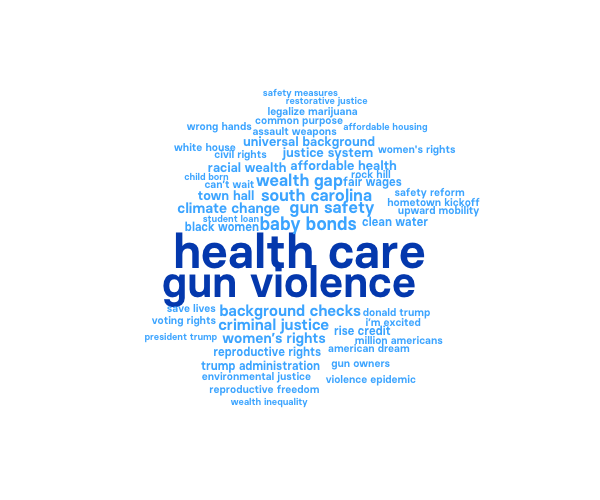 safety measures
restorative justice
legalize marijuana
common purpose
wrong hands
affordable housing
assault weapons
universal background
white house
women's rights
civil rights
justice system
racial wealth
affordable health
rock hill
child born
can't wait
wealth gap
fair wages
town hall
south carolina
safety reform
hometown kickoff
climate change
gun safety
upward mobility
student loan
black women
baby bonds
clean water
health care
gun violence
save lives
background checks
donald trump
voting rights
criminal justice
i'm excited
rise credit
president trump
women’s rights
million americans
reproductive rights
american dream
trump administration
gun owners
environmental justice
violence epidemic
reproductive freedom
wealth inequality